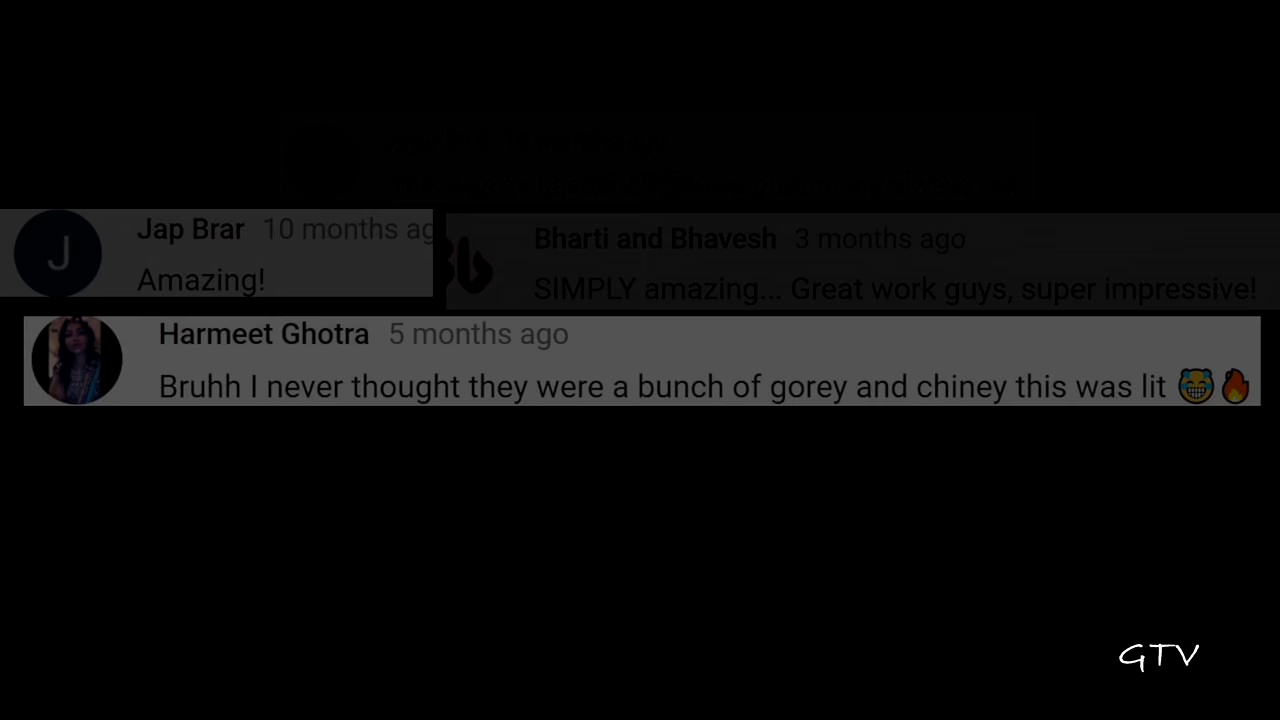 Jap Brar 10 months ag
Amazing!
Bharti and Bhavesh 3 months ago
SIMPLY amazing... Great work guys, super impressive!
Harmeet Ghotra 5 months ago
Bruhh I never thought they were a bunch of gorey and chiney this was lit 😹🔥
GTV